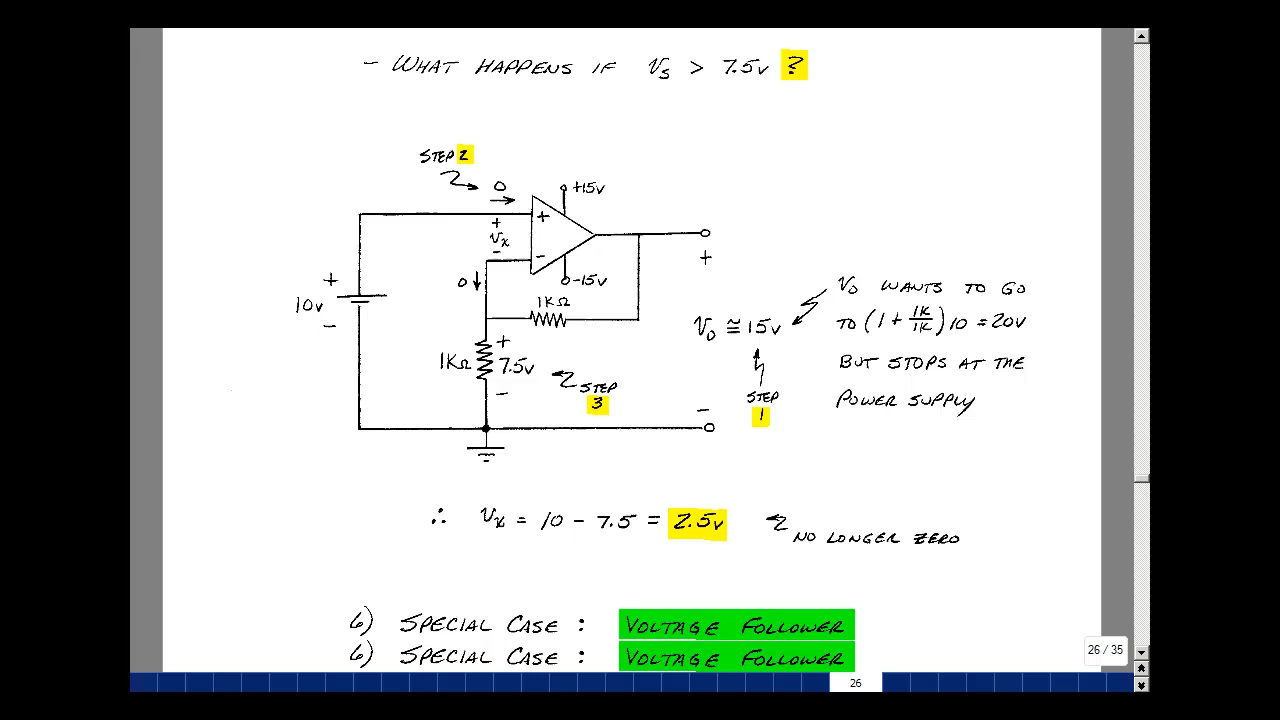 - WHAT HAPPENS IF Vs > 7.5V ?
STEP 2
0
+15V
+
+
Vx
-
-
0
-15V
1KΩ
+
+
10V
-
Vo ≅ 15V
Vo WANTS TO GO
TO (1 + 1K/1K) 10 = 20V
BUT STOPS AT THE
POWER SUPPLY
1KΩ
+
7.5V
-
STEP
3
STEP
1
-
∴ Vx = 10 - 7.5 = 2.5V
NO LONGER ZERO
6) SPECIAL CASE : VOLTAGE FOLLOWER
6) SPECIAL CASE : VOLTAGE FOLLOWER
26 / 35
26